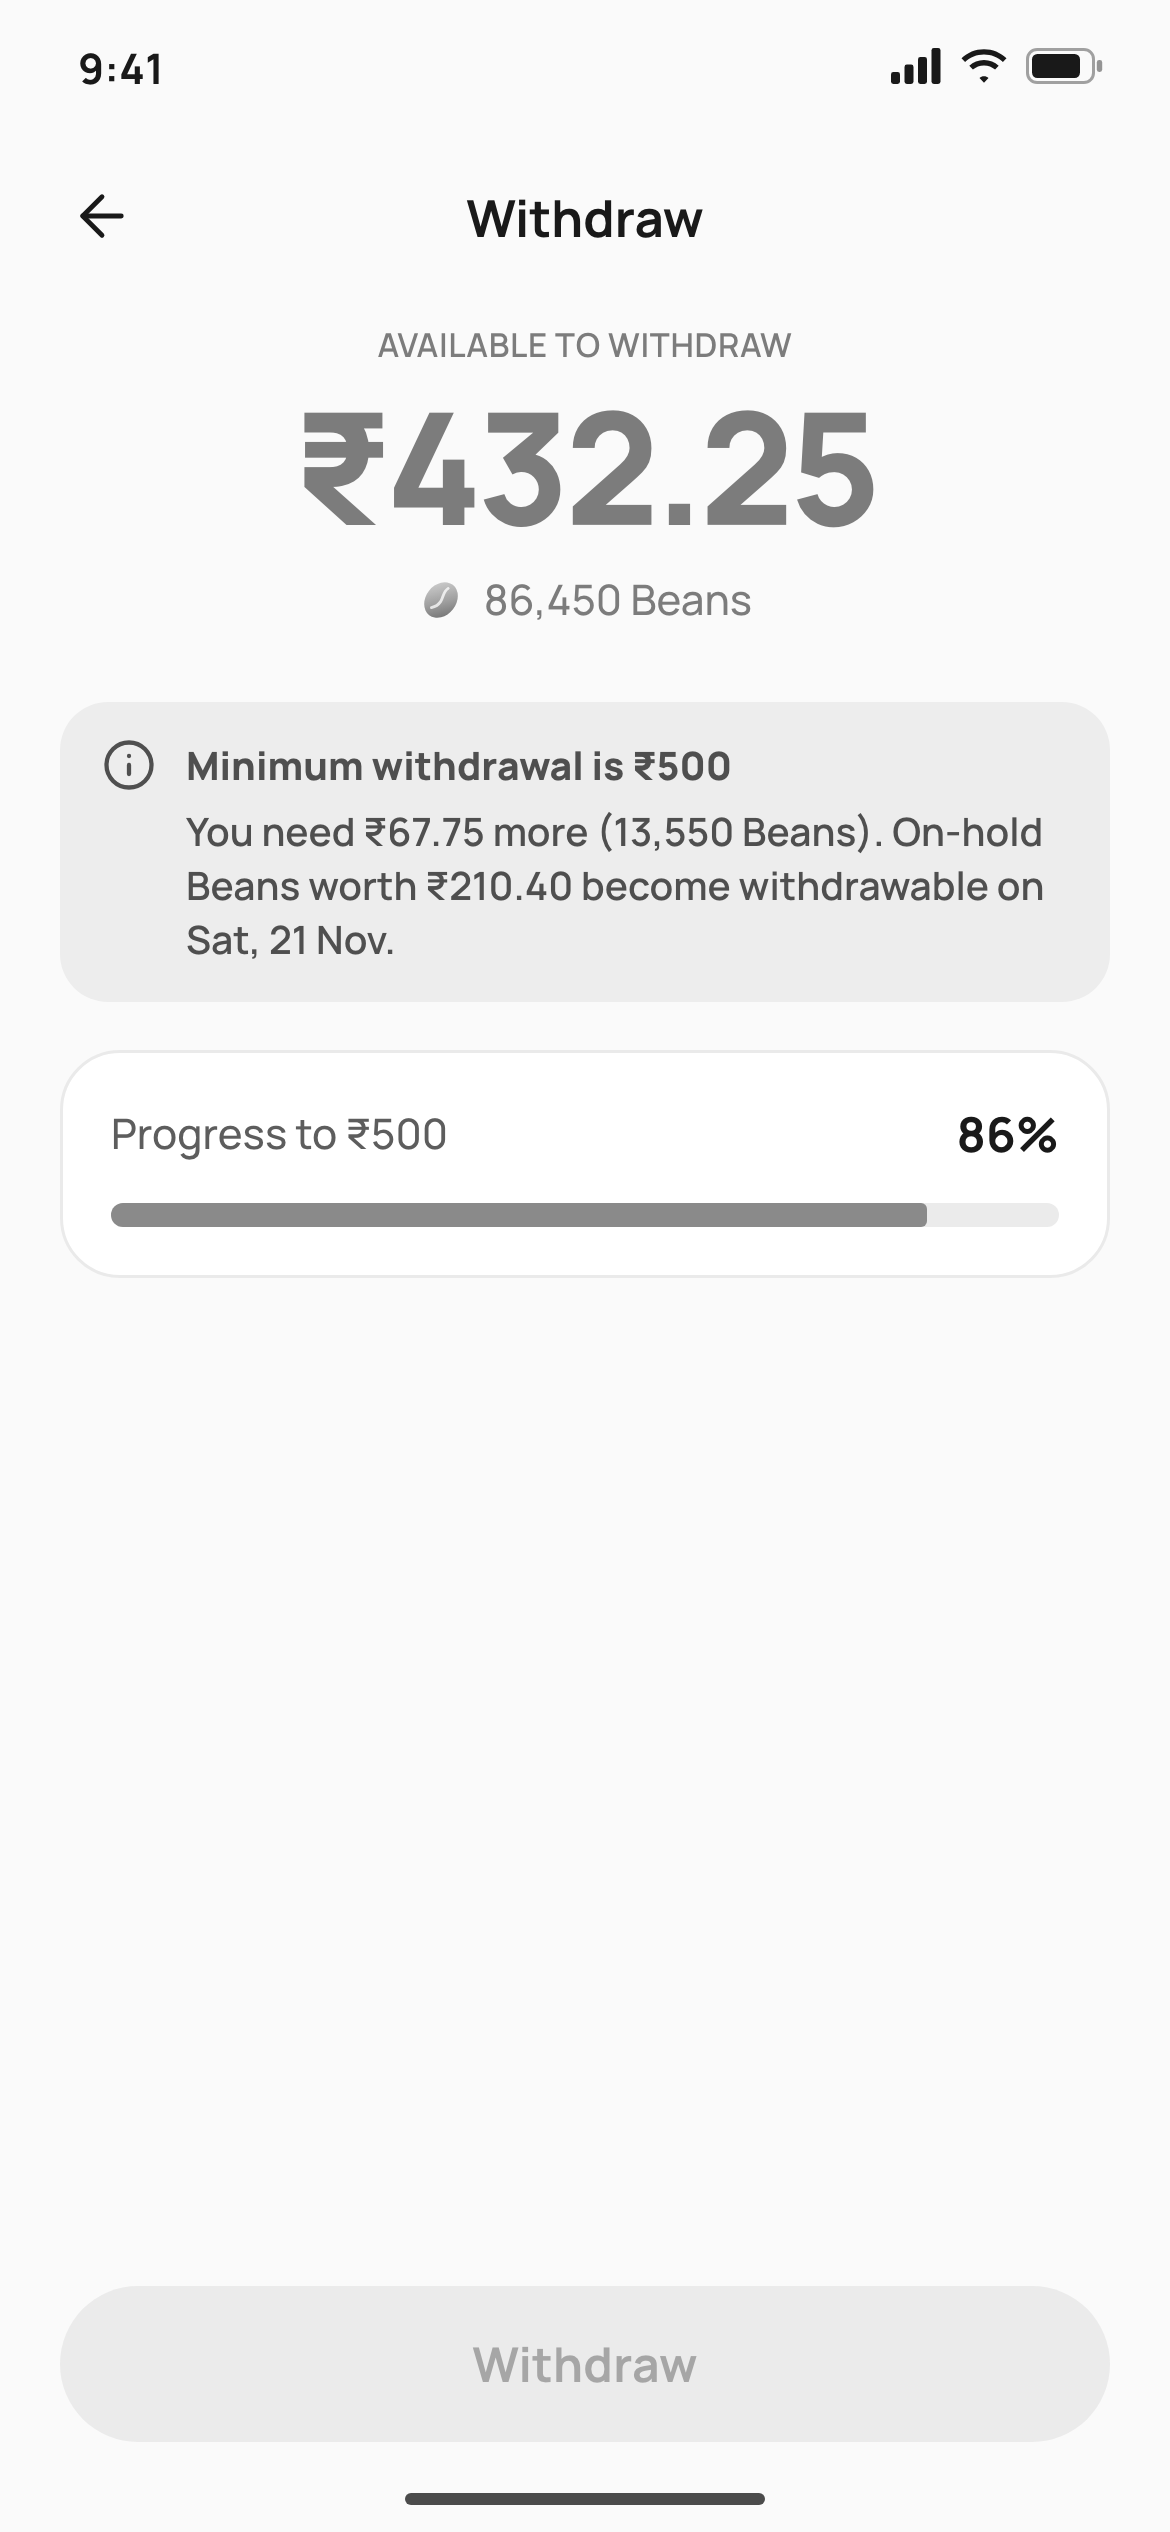 9:41
Withdraw
AVAILABLE TO WITHDRAW
₹432.25
86,450 Beans
Minimum withdrawal is ₹500
You need ₹67.75 more (13,550 Beans). On-hold
Beans worth ₹210.40 become withdrawable on
Sat, 21 Nov.
Progress to ₹500 86%
Withdraw